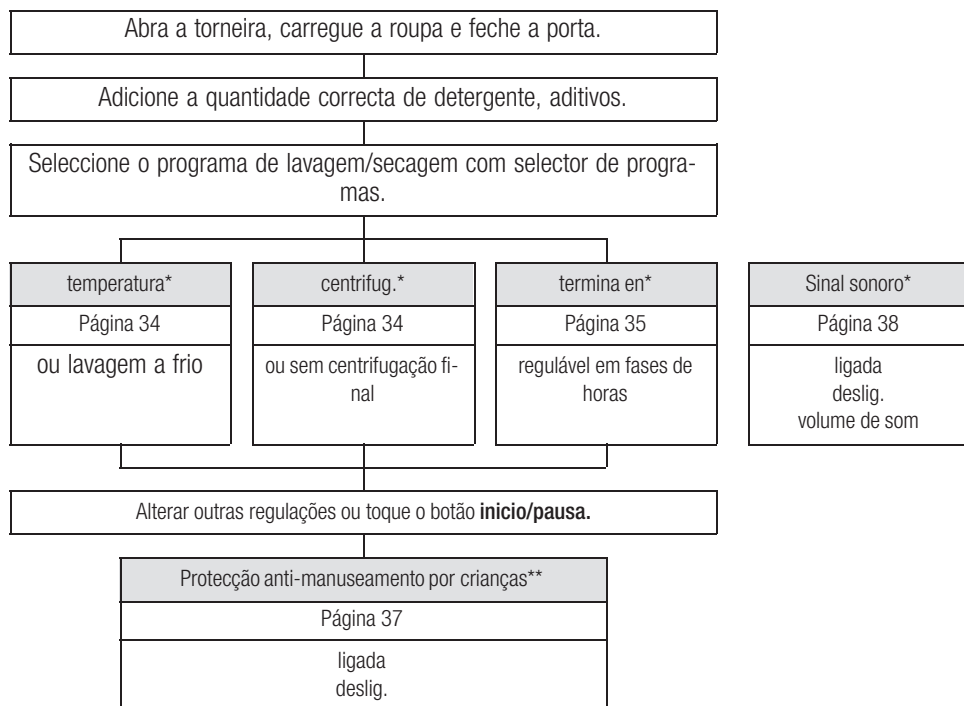 Abra a torneira, carregue a roupa e feche a porta.
Adicione a quantidade correcta de detergente, aditivos.
Seleccione o programa de lavagem/secagem com selector de progra-
mas.
temperatura*
Página 34
ou lavagem a frio
centrifug.*
Página 34
ou sem centrifugação fi-
nal
termina en*
Página 35
regulável em fases de
horas
Sinal sonoro*
Página 38
ligada
deslig.
volume de som
Alterar outras regulações ou toque o botão inicio/pausa.
Protecção anti-manuseamento por crianças**
Página 37
ligada
deslig.